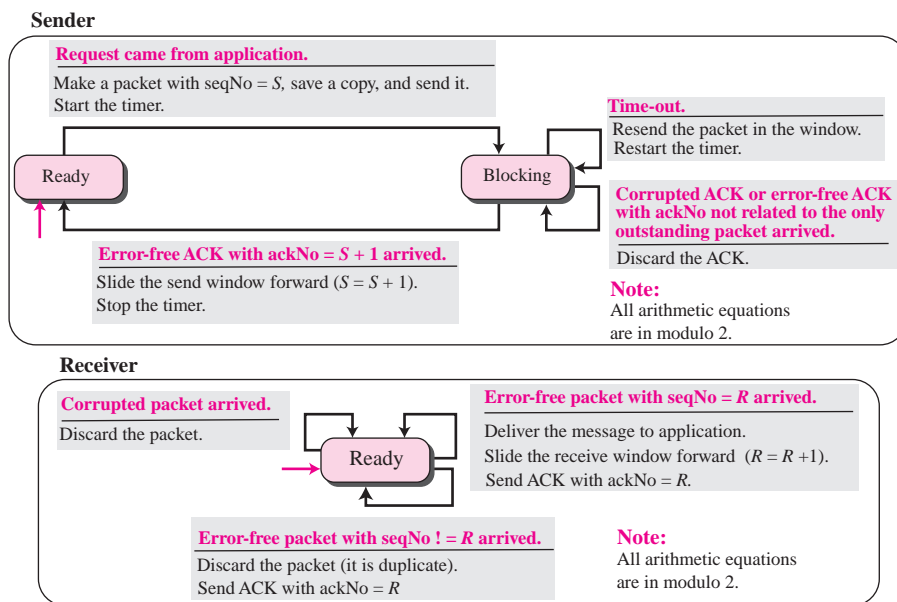 Sender
Request came from application.
Make a packet with seqNo = S, save a copy, and send it.
Start the timer.
Time-out.
Resend the packet in the window.
Restart the timer.
Ready
Blocking
Corrupted ACK or error-free ACK
with ackNo not related to the only
outstanding packet arrived.
Discard the ACK.
Error-free ACK with ackNo = S + 1 arrived.
Slide the send window forward (S = S + 1).
Stop the timer.
Note:
All arithmetic equations
are in modulo 2.
Receiver
Corrupted packet arrived.
Discard the packet.
Error-free packet with seqNo = R arrived.
Deliver the message to application.
Slide the receive window forward (R = R +1).
Send ACK with ackNo = R.
Ready
Error-free packet with seqNo ! = R arrived.
Discard the packet (it is duplicate).
Send ACK with ackNo = R
Note:
All arithmetic equations
are in modulo 2.